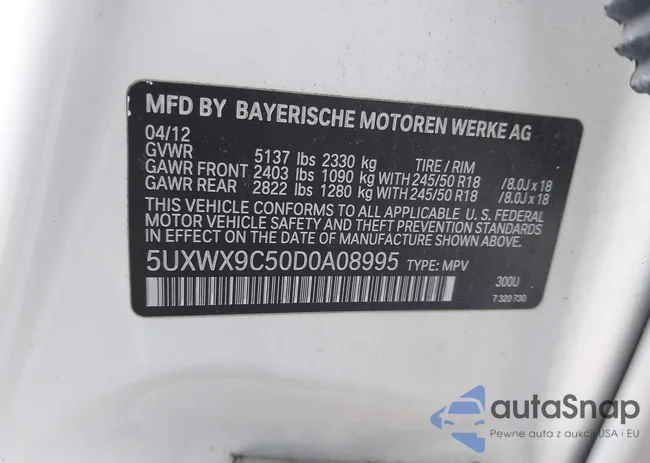 MFD BY BAYERISCHE MOTOREN WERKE AG
04/12
GVWR 5137 lbs 2330 kg TIRE / RIM
GAWR FRONT 2403 lbs 1090 kg WITH 245/50 R18 /8.0J x 18
GAWR REAR 2822 lbs 1280 kg WITH 245/50 R18 /8.0J x 18
THIS VEHICLE CONFORMS TO ALL APPLICABLE U. S. FEDERAL
MOTOR VEHICLE SAFETY AND THEFT PREVENTION
STANDARDS IN EFFECT ON THE DATE OF MANUFACTURE SHOWN ABOVE.
5UXWX9C50D0A08995 TYPE: MPV
300U
7 320 730
autaSnap
Pewne auta z aukcji USA i EU